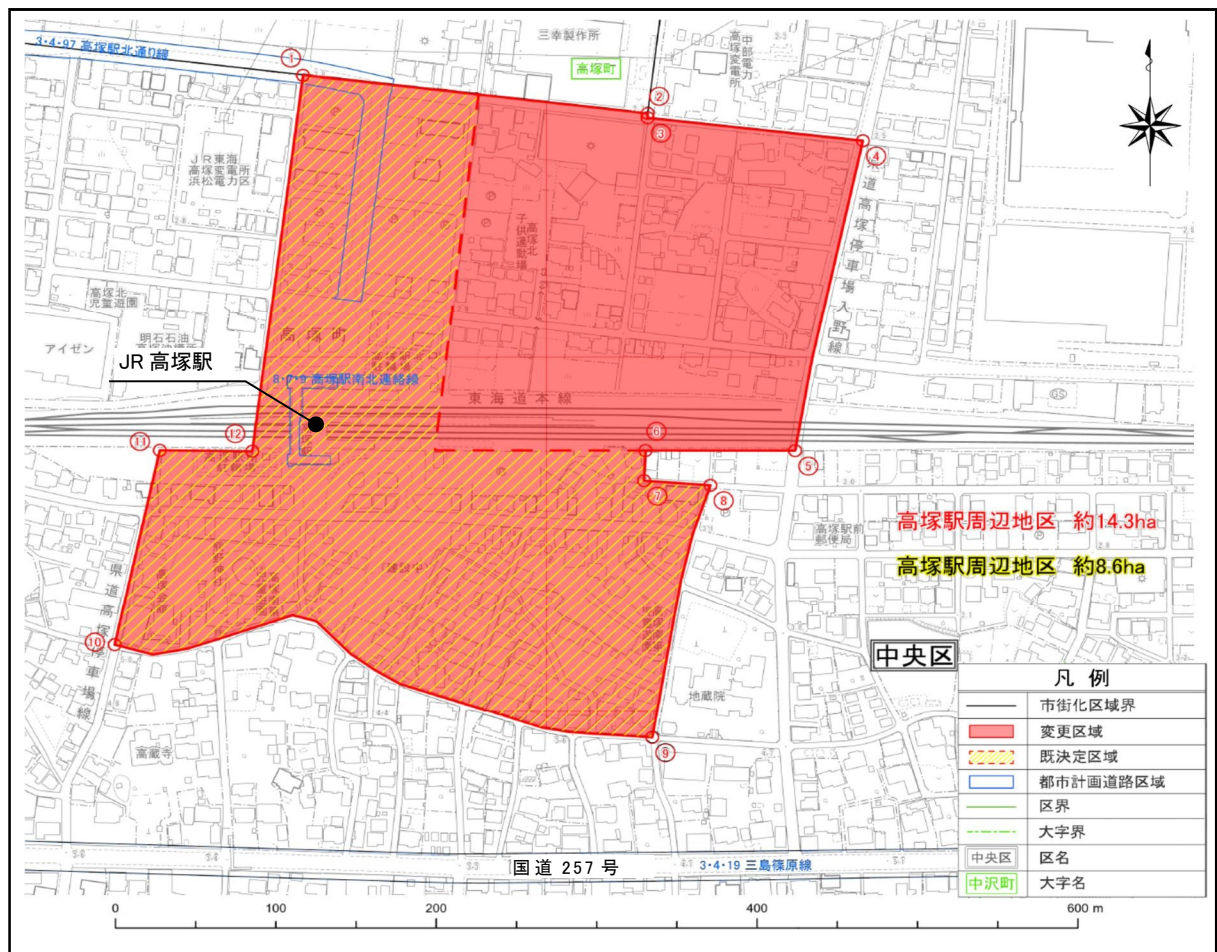 3・4・97 高塚駅北通り線
①
三幸製作所
高塚町
中部電力
高塚変電所
②
③
④
JR東海
高塚変電所
浜松電力区
高塚北
子供運動場
県道高塚停車場入野線
高塚北
児童遊園
明石石油
アイゼン
高塚町
JR高塚駅
8・7・9 高塚駅南北連絡線
東海道本線
⑪
⑫
⑥
⑤
⑦
⑧
高塚駅前
郵便局
高塚駅周辺地区 約14.3ha
高塚駅周辺地区 約8.6ha
県道高塚停車場線
⑩
中央区
地蔵院
高蔵寺
⑨
凡例
市街化区域界
変更区域
既決定区域
都市計画道路区域
区界
大字界
中央区 区名
中沢町 大字名
国道257号
3・4・19 三島篠原線
0 100 200 400 600 m